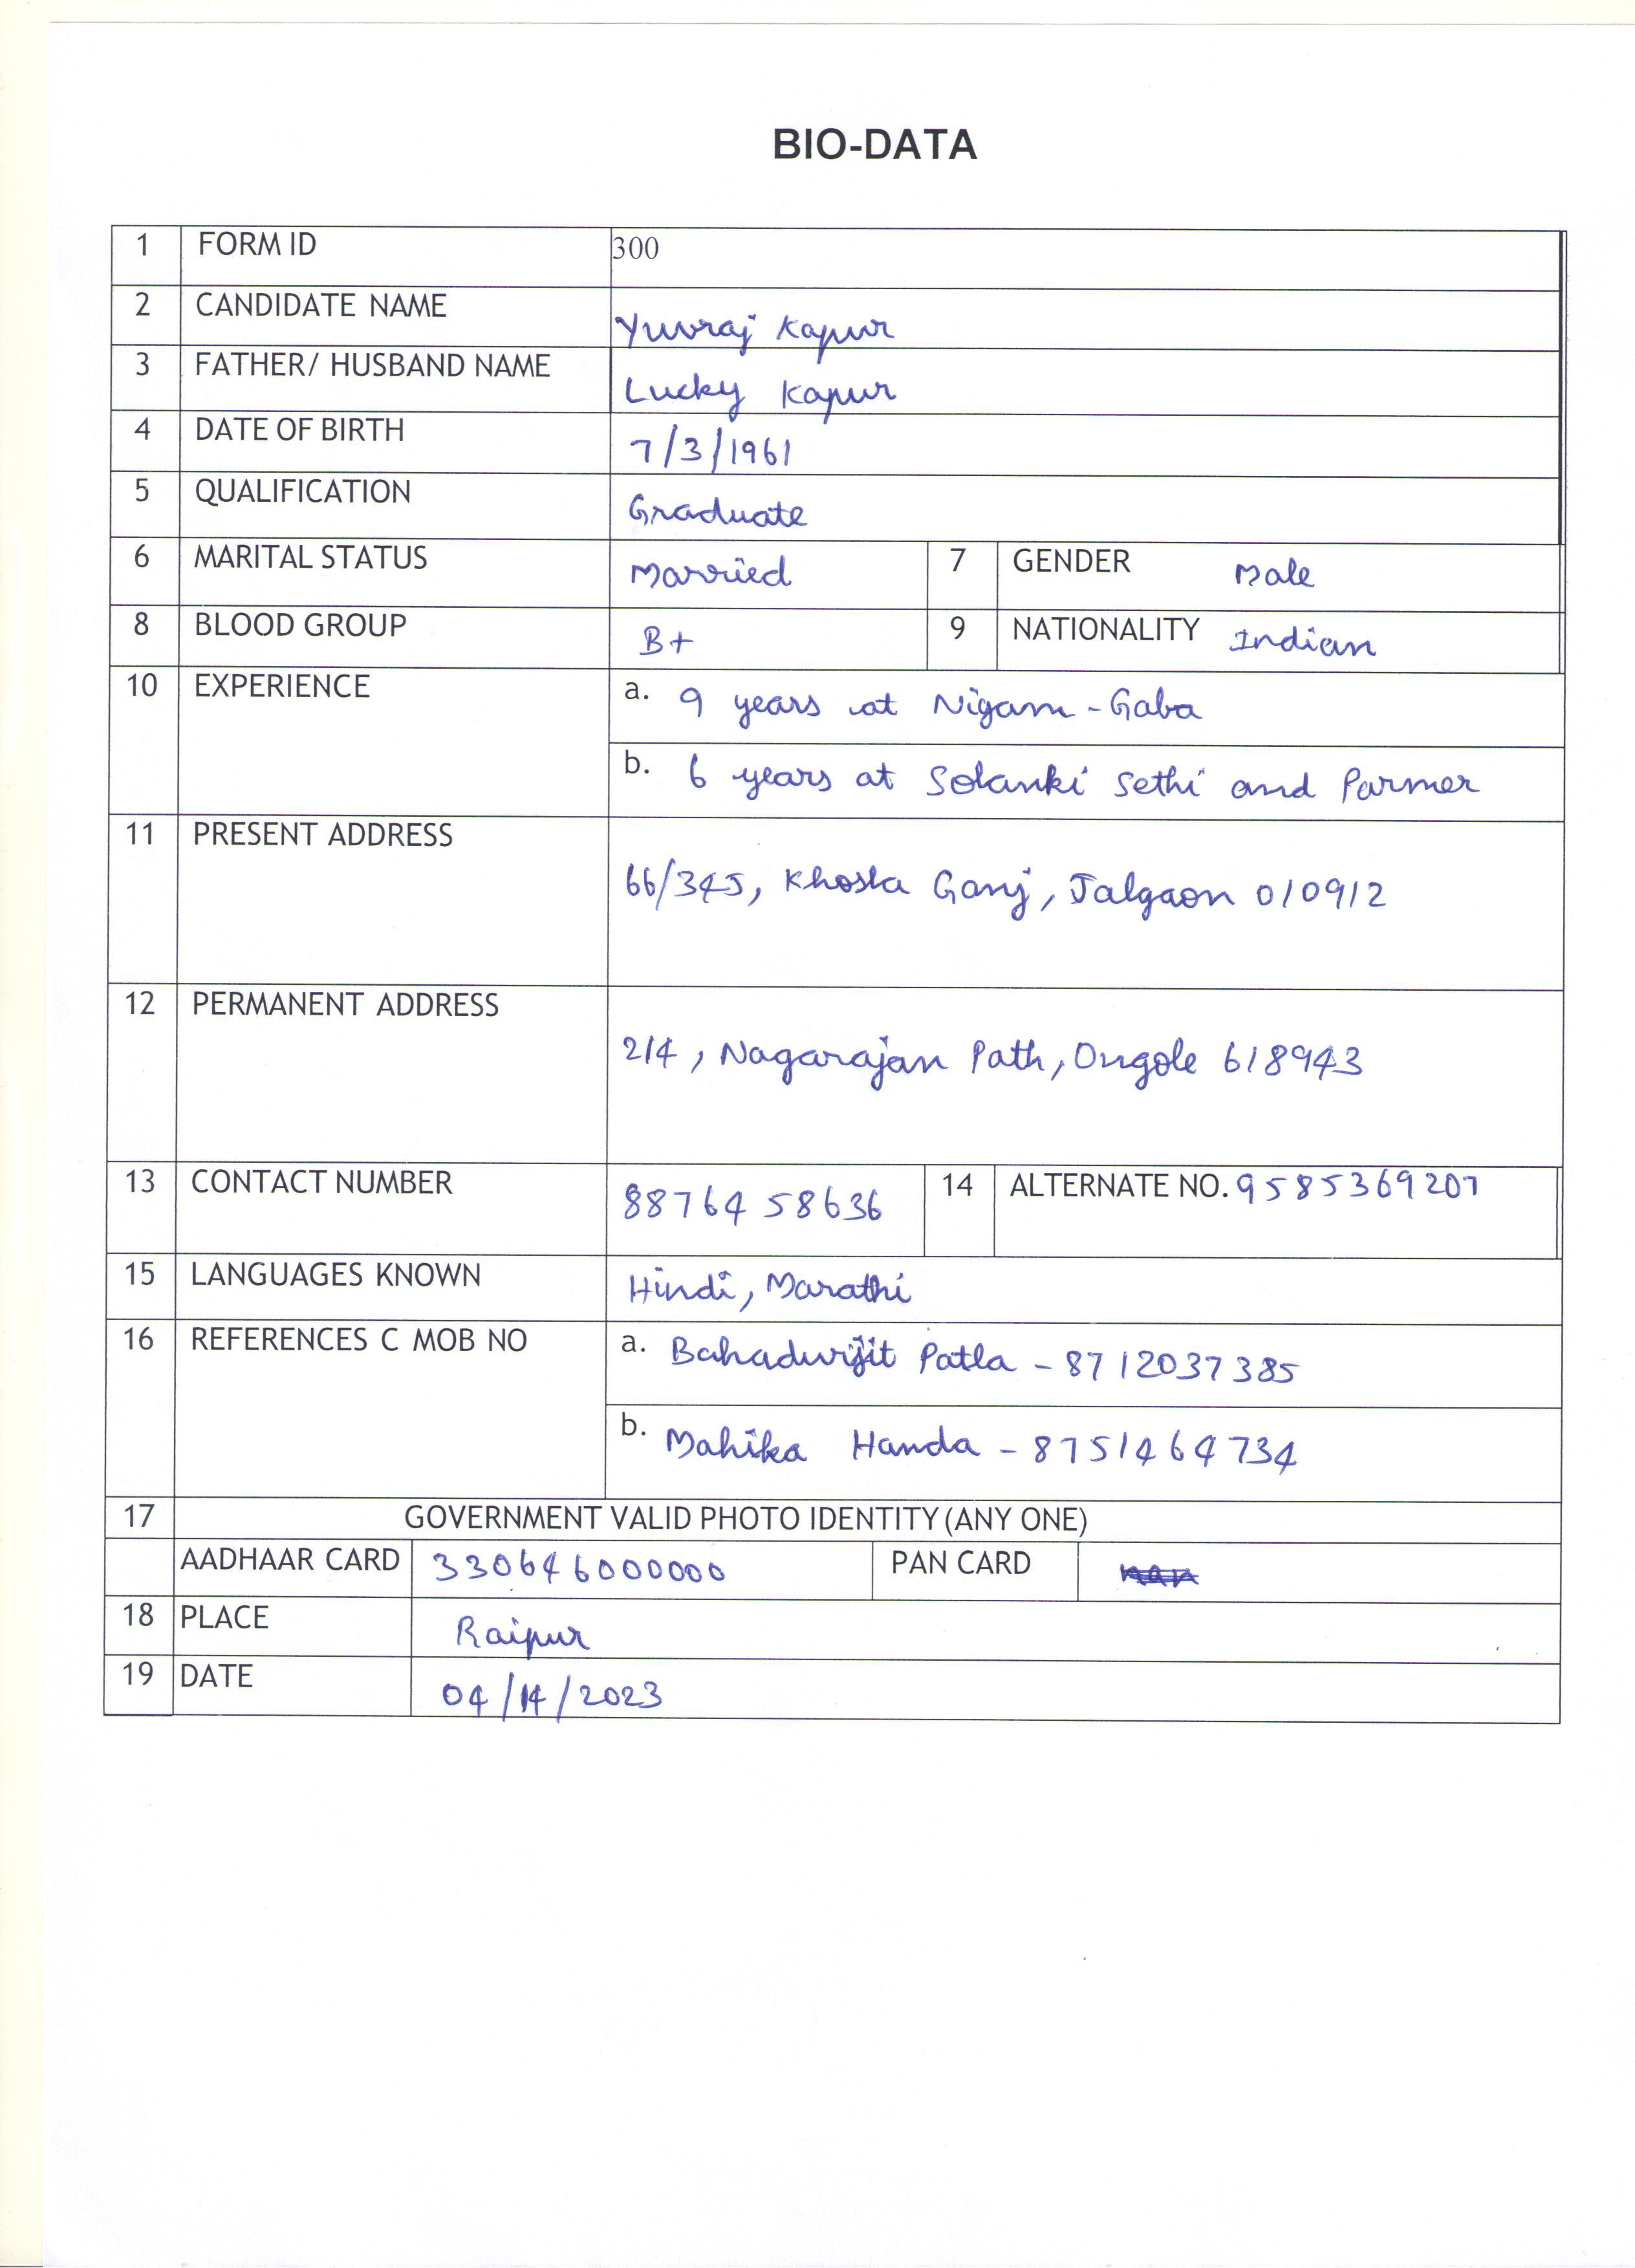 BIO-DATA
1 FORM ID 300
2 CANDIDATE NAME Yuvraj Kapur
3 FATHER/ HUSBAND NAME Lucky Kapur
4 DATE OF BIRTH 7/3/1961
5 QUALIFICATION Graduate
6 MARITAL STATUS Married 7 GENDER Male
8 BLOOD GROUP B+ 9 NATIONALITY Indian
10 EXPERIENCE a. 9 years at Nigam-Gaba
b. 6 years at Solanki Sethi and Parmer
11 PRESENT ADDRESS
66/345, Khosla Ganj, Jalgaon 010912
12 PERMANENT ADDRESS
214, Nagarajan Path, Ongole 618943
13 CONTACT NUMBER 8876458636 14 ALTERNATE NO. 9585369207
15 LANGUAGES KNOWN Hindi, Marathi
16 REFERENCES C MOB NO a. Bahadurjit Patla - 8712037385
b. Mahika Handa - 8751464734
17 GOVERNMENT VALID PHOTO IDENTITY (ANY ONE)
AADHAAR CARD 330646000000 PAN CARD
18 PLACE Raipur
19 DATE 04/14/2023